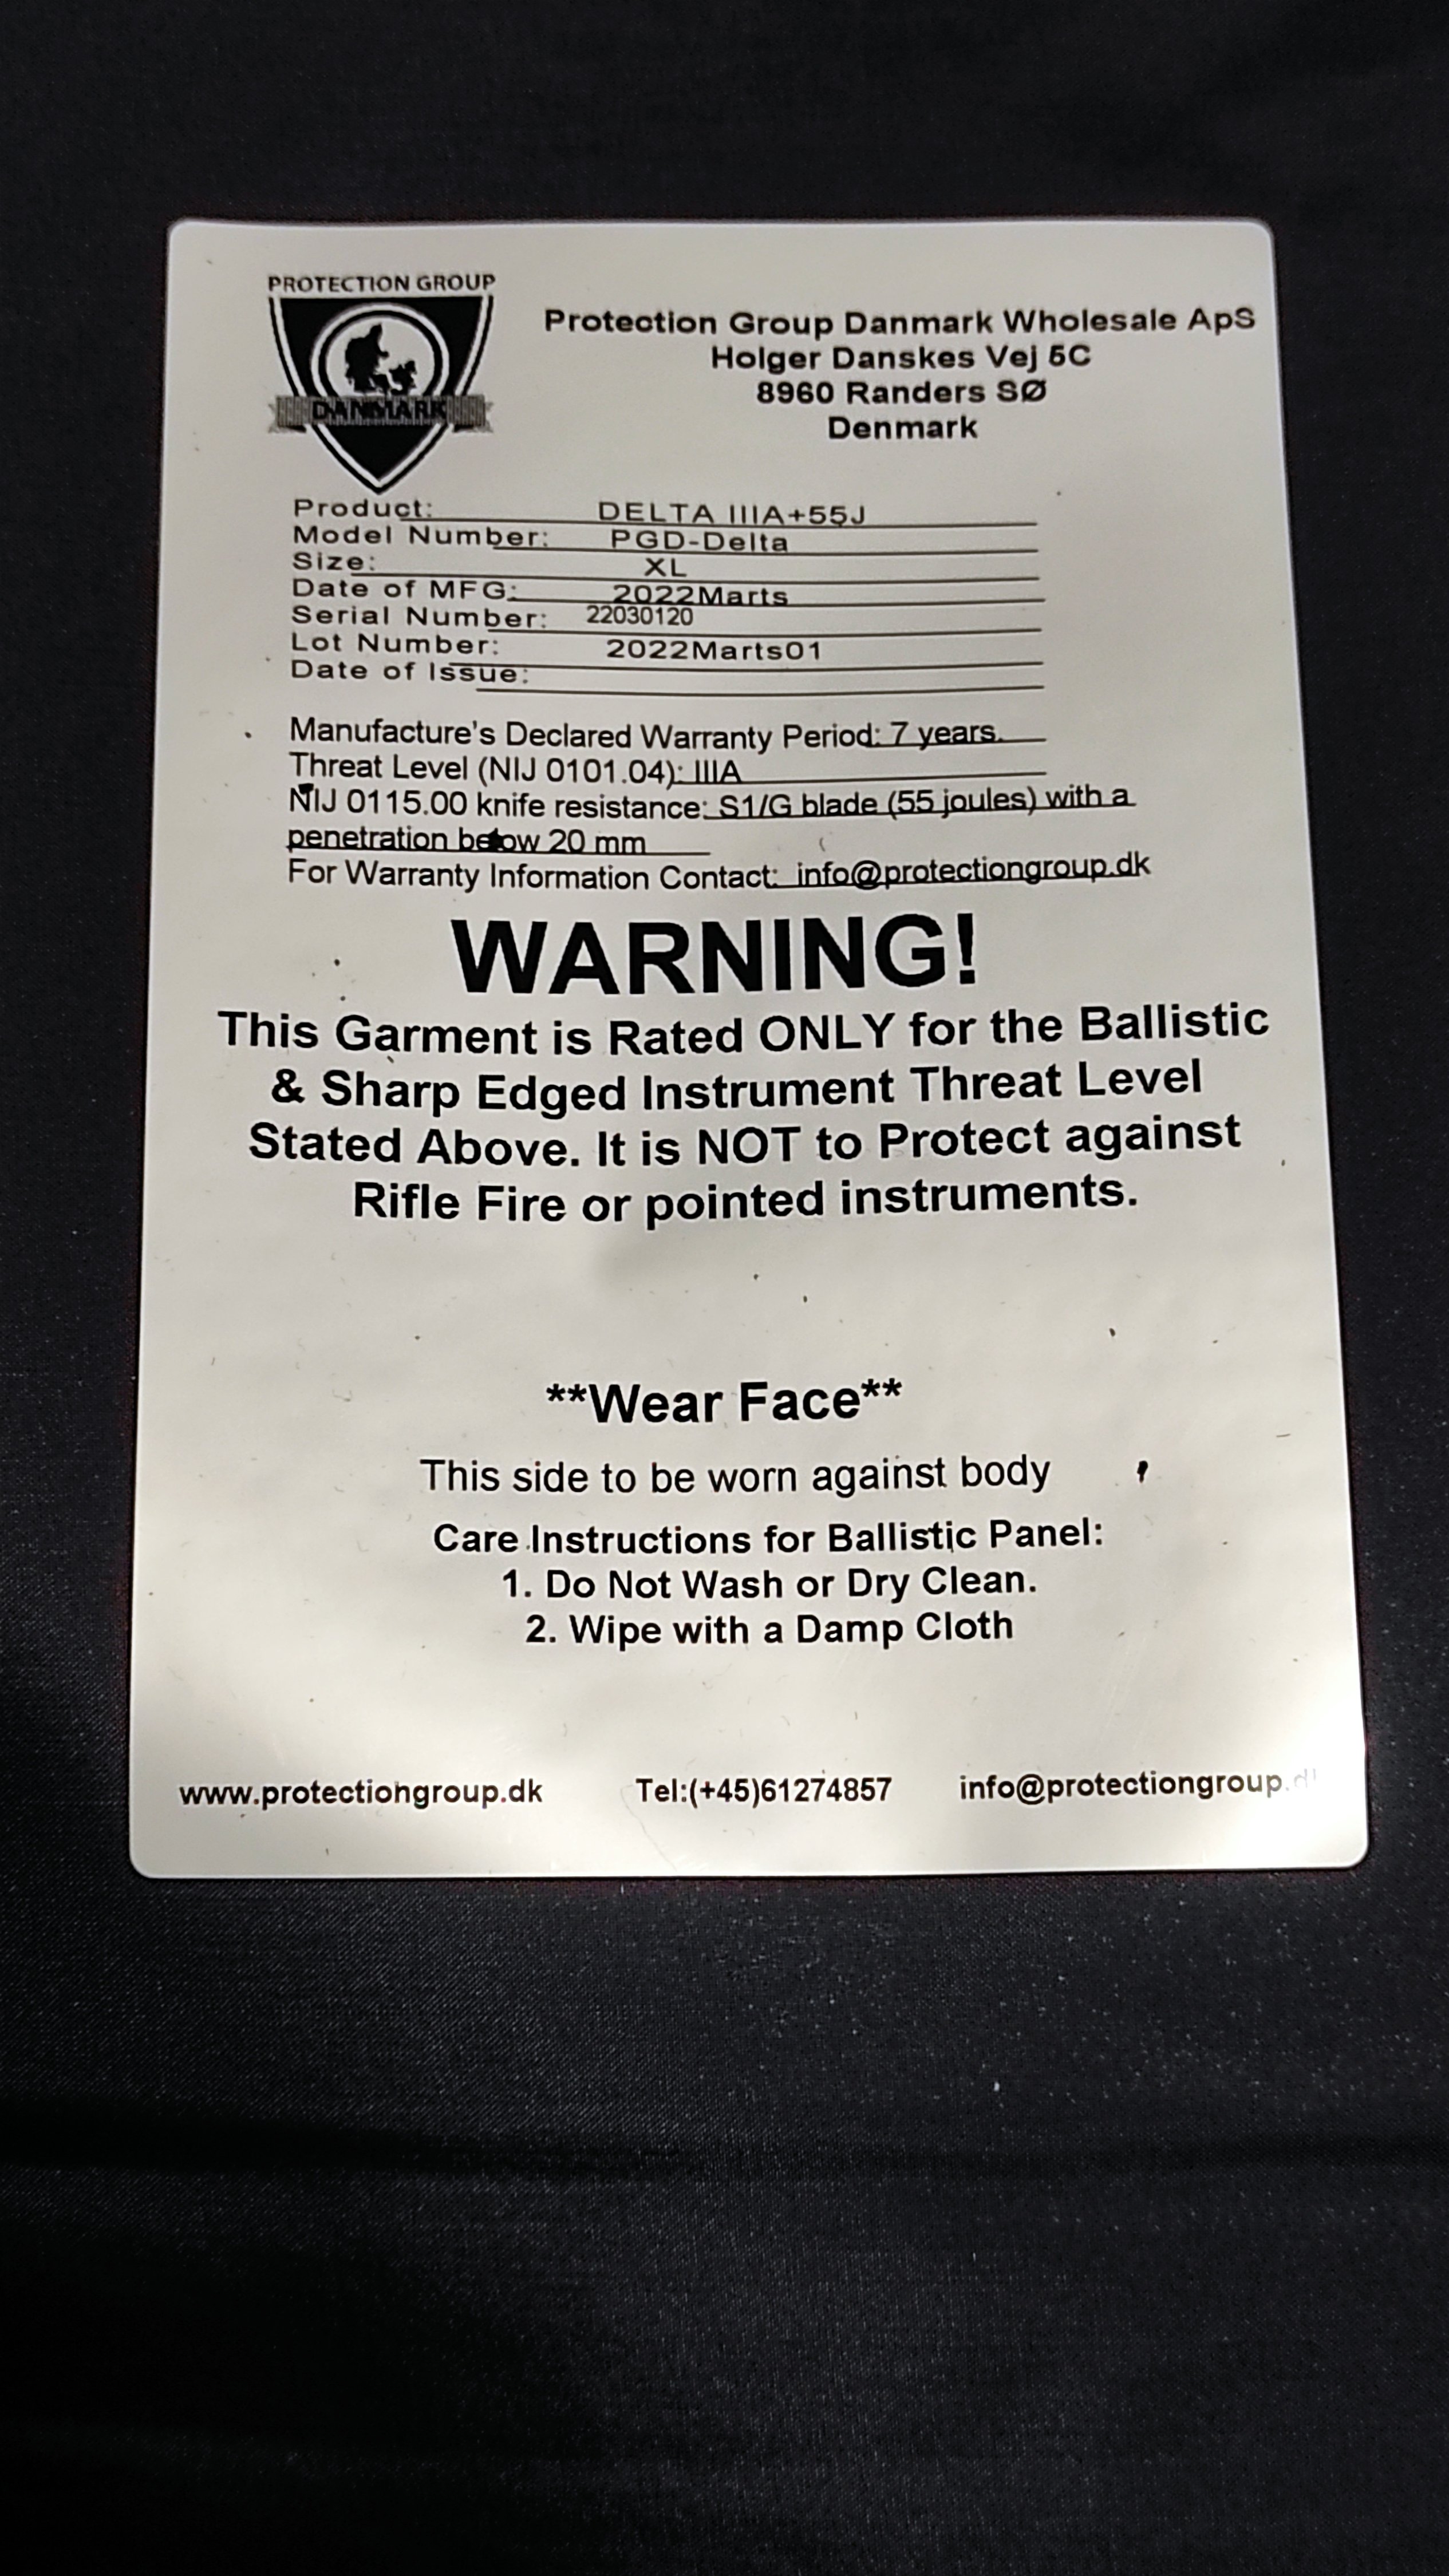 PROTECTION GROUP
DANMARK
Protection Group Danmark Wholesale ApS
Holger Danskes Vej 5C
8960 Randers SØ
Denmark
Product: DELTA IIIA+55J
Model Number: PGD-Delta
Size: XL
Date of MFG: 2022Marts
Serial Number: 22030120
Lot Number: 2022Marts01
Date of Issue:
Manufacture's Declared Warranty Period: 7 years.
Threat Level (NIJ 0101.04): IIIA
NIJ 0115.00 knife resistance: S1/G blade (55 joules) with a
penetration below 20 mm
For Warranty Information Contact: info@protectiongroup.dk
WARNING!
This Garment is Rated ONLY for the Ballistic
& Sharp Edged Instrument Threat Level
Stated Above. It is NOT to Protect against
Rifle Fire or pointed instruments.
**Wear Face**
This side to be worn against body
Care Instructions for Ballistic Panel:
1. Do Not Wash or Dry Clean.
2. Wipe with a Damp Cloth
www.protectiongroup.dk Tel:(+45)61274857 info@protectiongroup.d